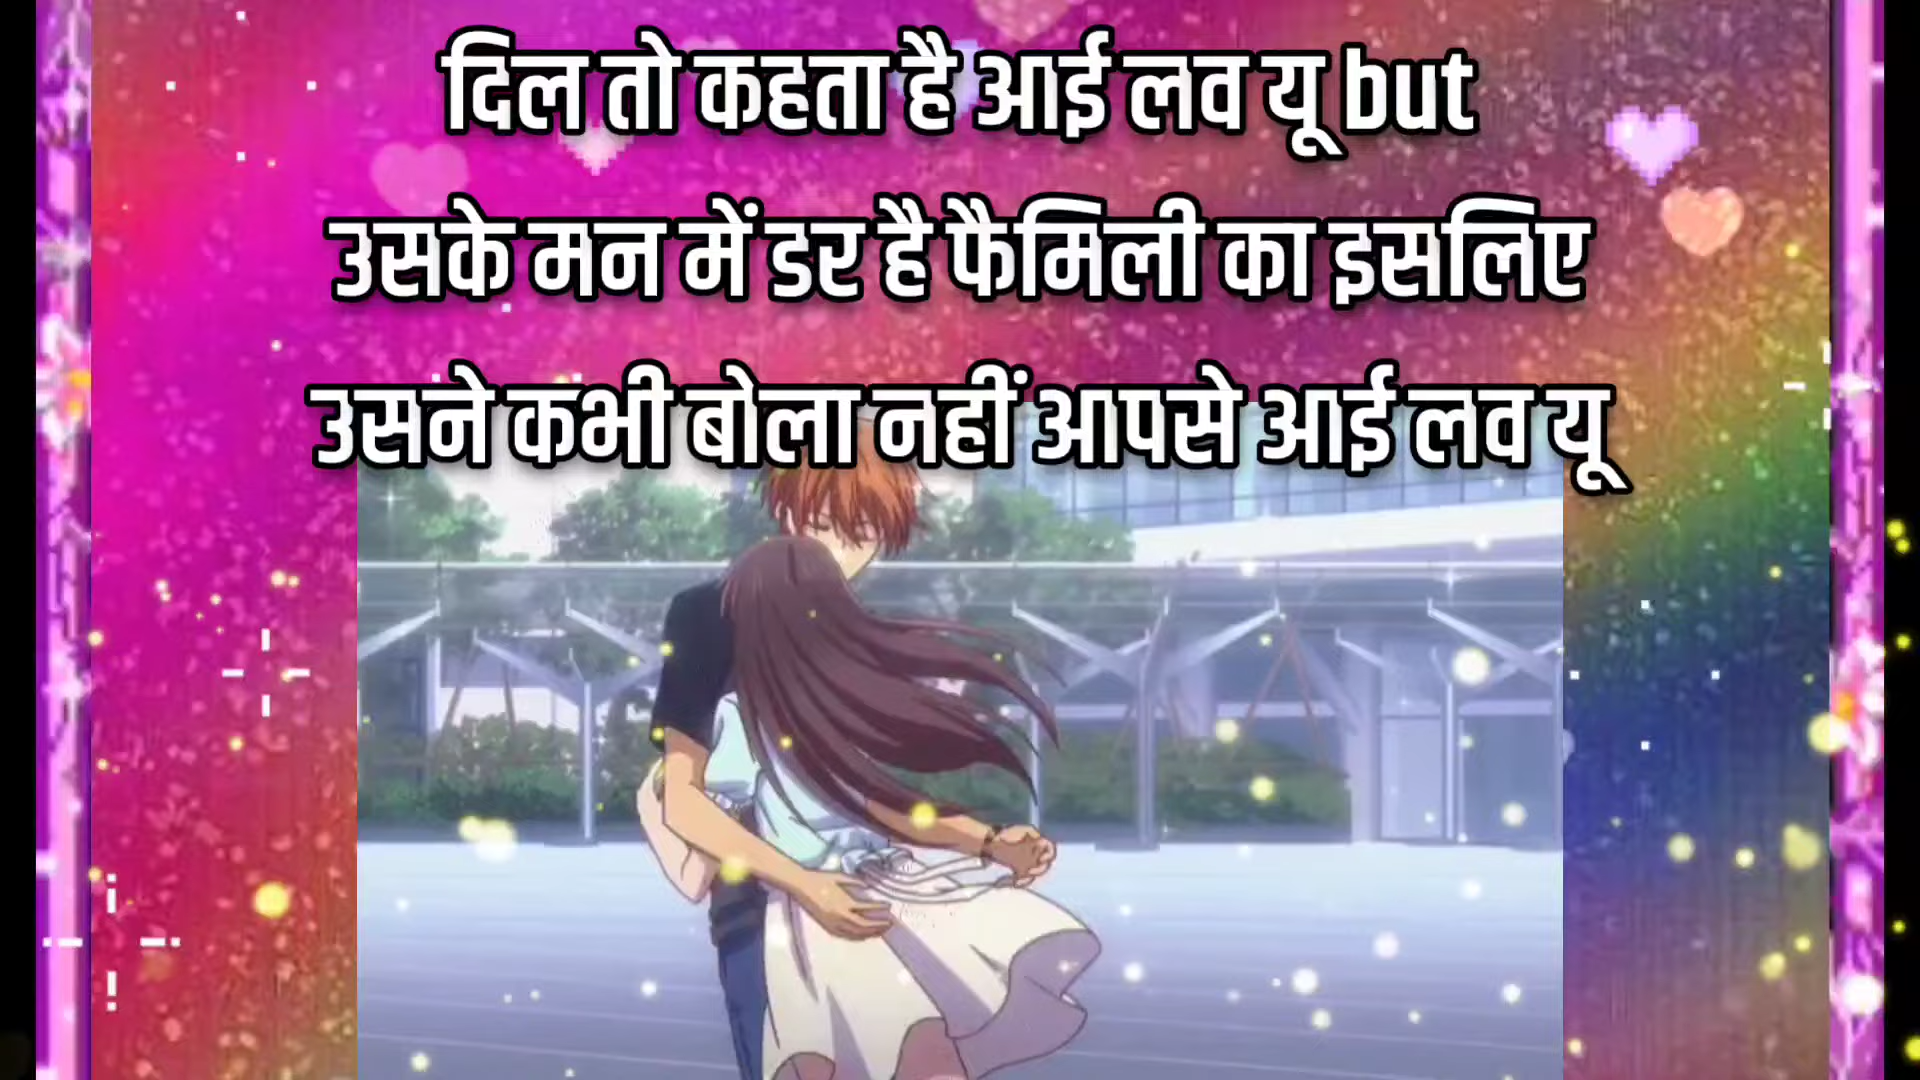 दिल तो कहता है आई लव यू but
उसके मन में डर है फैमिली का इसलिए
उसने कभी बोला नहीं आपसे आई लव यू